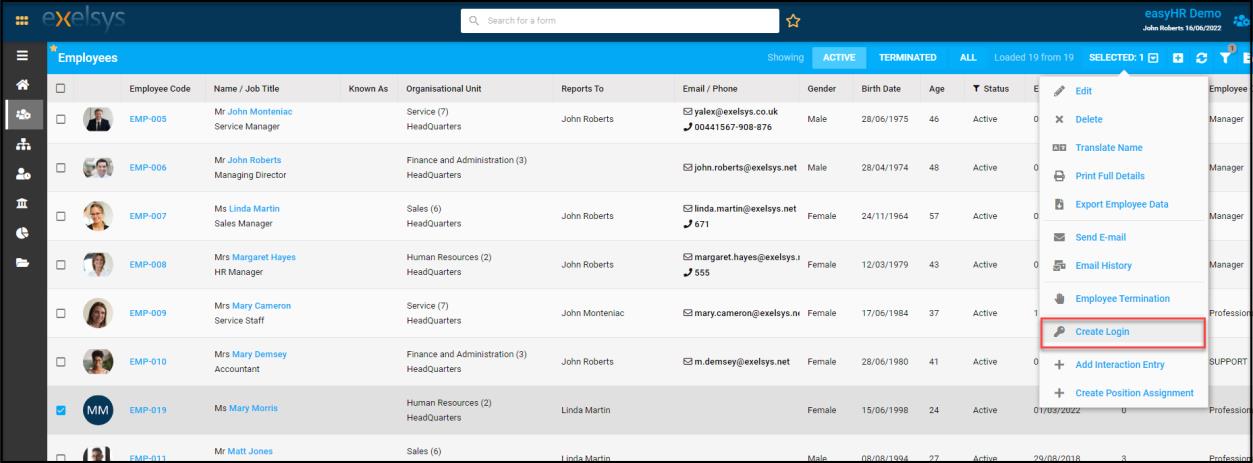 exelsys
Search for a form
easyHR Demo
John Roberts 16/06/2022
Employees
Showing ACTIVE TERMINATED ALL Loaded 19 from 19 SELECTED: 1
1
Employee Code Name / Job Title Known As Organisational Unit Reports To Email / Phone Gender Birth Date Age Status E Employee
EMP-005 Mr John Monteniac Service (7) John Roberts yalex@exelsys.co.uk Male 28/06/1975 46 Active 0 Manager
Service Manager HeadQuarters 00441567-908-876
EMP-006 Mr John Roberts Finance and Administration (3) john.roberts@exelsys.net Male 28/04/1974 48 Active 0 Manager
Managing Director HeadQuarters
EMP-007 Ms Linda Martin Sales (6) John Roberts linda.martin@exelsys.net Female 24/11/1964 57 Active 0 Manager
Sales Manager HeadQuarters 671
EMP-008 Mrs Margaret Hayes Human Resources (2) John Roberts margaret.hayes@exelsys. Female 12/03/1979 43 Active 0 Manager
HR Manager HeadQuarters 555
EMP-009 Mrs Mary Cameron Service (7) John Monteniac mary.cameron@exelsys.ne Female 17/06/1984 37 Active 1 Profession
Service Staff HeadQuarters
EMP-010 Mrs Mary Demsey Finance and Administration (3) John Roberts m.demsey@exelsys.net Female 28/06/1980 41 Active 0 SUPPORT
Accountant HeadQuarters
MM EMP-019 Ms Mary Morris Human Resources (2) Linda Martin Female 15/06/1998 24 Active 01/03/2022 0 Profession
HeadQuarters
EMP-011 Mr Matt Jones Sales (6) Linda Martin Male 08/08/1994 27 Active 29/08/2018 3 Profession
Edit
Delete
Translate Name
Print Full Details
Export Employee Data
Send E-mail
Email History
Employee Termination
Create Login
Add Interaction Entry
Create Position Assignment